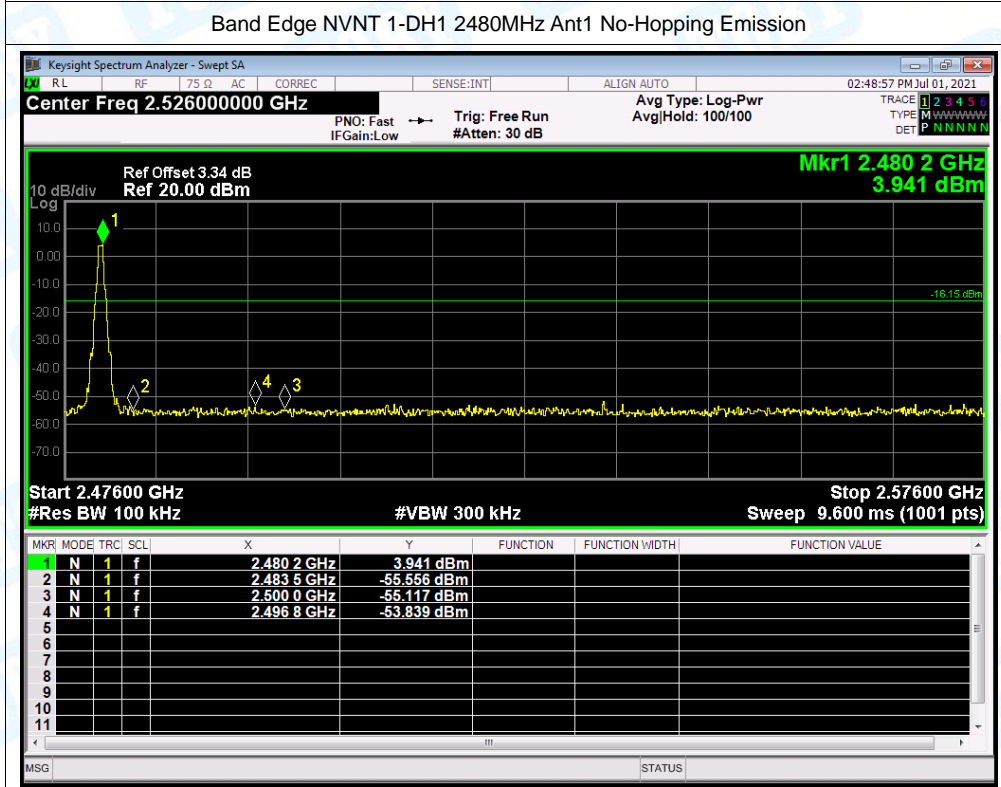 Band Edge NVNT 1-DH1 2480MHz Ant1 No-Hopping Emission
Keysight Spectrum Analyzer - Swept SA
LXI RL RF 75 Ω AC CORREC SENSE:INT ALIGN AUTO 02:48:57 PM Jul 01, 2021
Center Freq 2.526000000 GHz Avg Type: Log-Pwr TRACE 1 2 3 4 5 6
PNO: Fast Trig: Free Run Avg|Hold: 100/100 TYPE M WWWWW
IFGain:Low #Atten: 30 dB DET P N N N N N
Mkr1 2.480 2 GHz
Ref Offset 3.34 dB
10 dB/div Ref 20.00 dBm 3.941 dBm
Log
1
10.0
0.00
-10.0
-16.15 dBm
-20.0
-30.0
-40.0
2 4 3
-50.0
-60.0
-70.0
Start 2.47600 GHz Stop 2.57600 GHz
#Res BW 100 kHz #VBW 300 kHz Sweep 9.600 ms (1001 pts)
MKR MODE TRC SCL X Y FUNCTION FUNCTION WIDTH FUNCTION VALUE
1 N 1 f 2.480 2 GHz 3.941 dBm
2 N 1 f 2.483 5 GHz -55.556 dBm
3 N 1 f 2.500 0 GHz -55.117 dBm
4 N 1 f 2.496 8 GHz -53.839 dBm
5
6
7
8
9
10
11
MSG STATUS